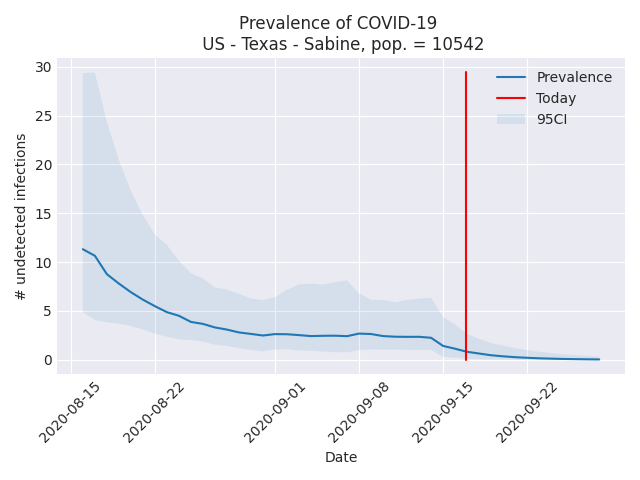 Prevalence of COVID-19
US - Texas - Sabine, pop. = 10542
Prevalence
Today
95CI
# undetected infections
30
25
20
15
10
5
0
2020-08-15
2020-08-22
2020-09-01
2020-09-08
2020-09-15
2020-09-22
Date